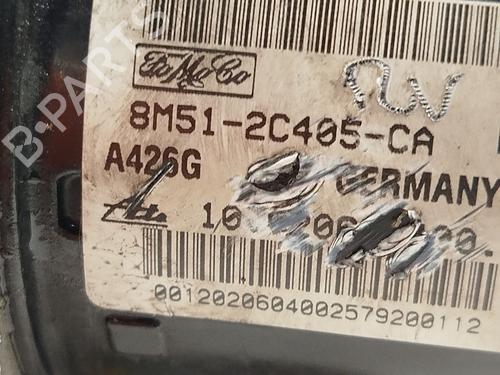 FoMoCo
8M51-2C405-CA
A426G
GERMANY
Ate 10.
0012020604002579200112
B-PARTS